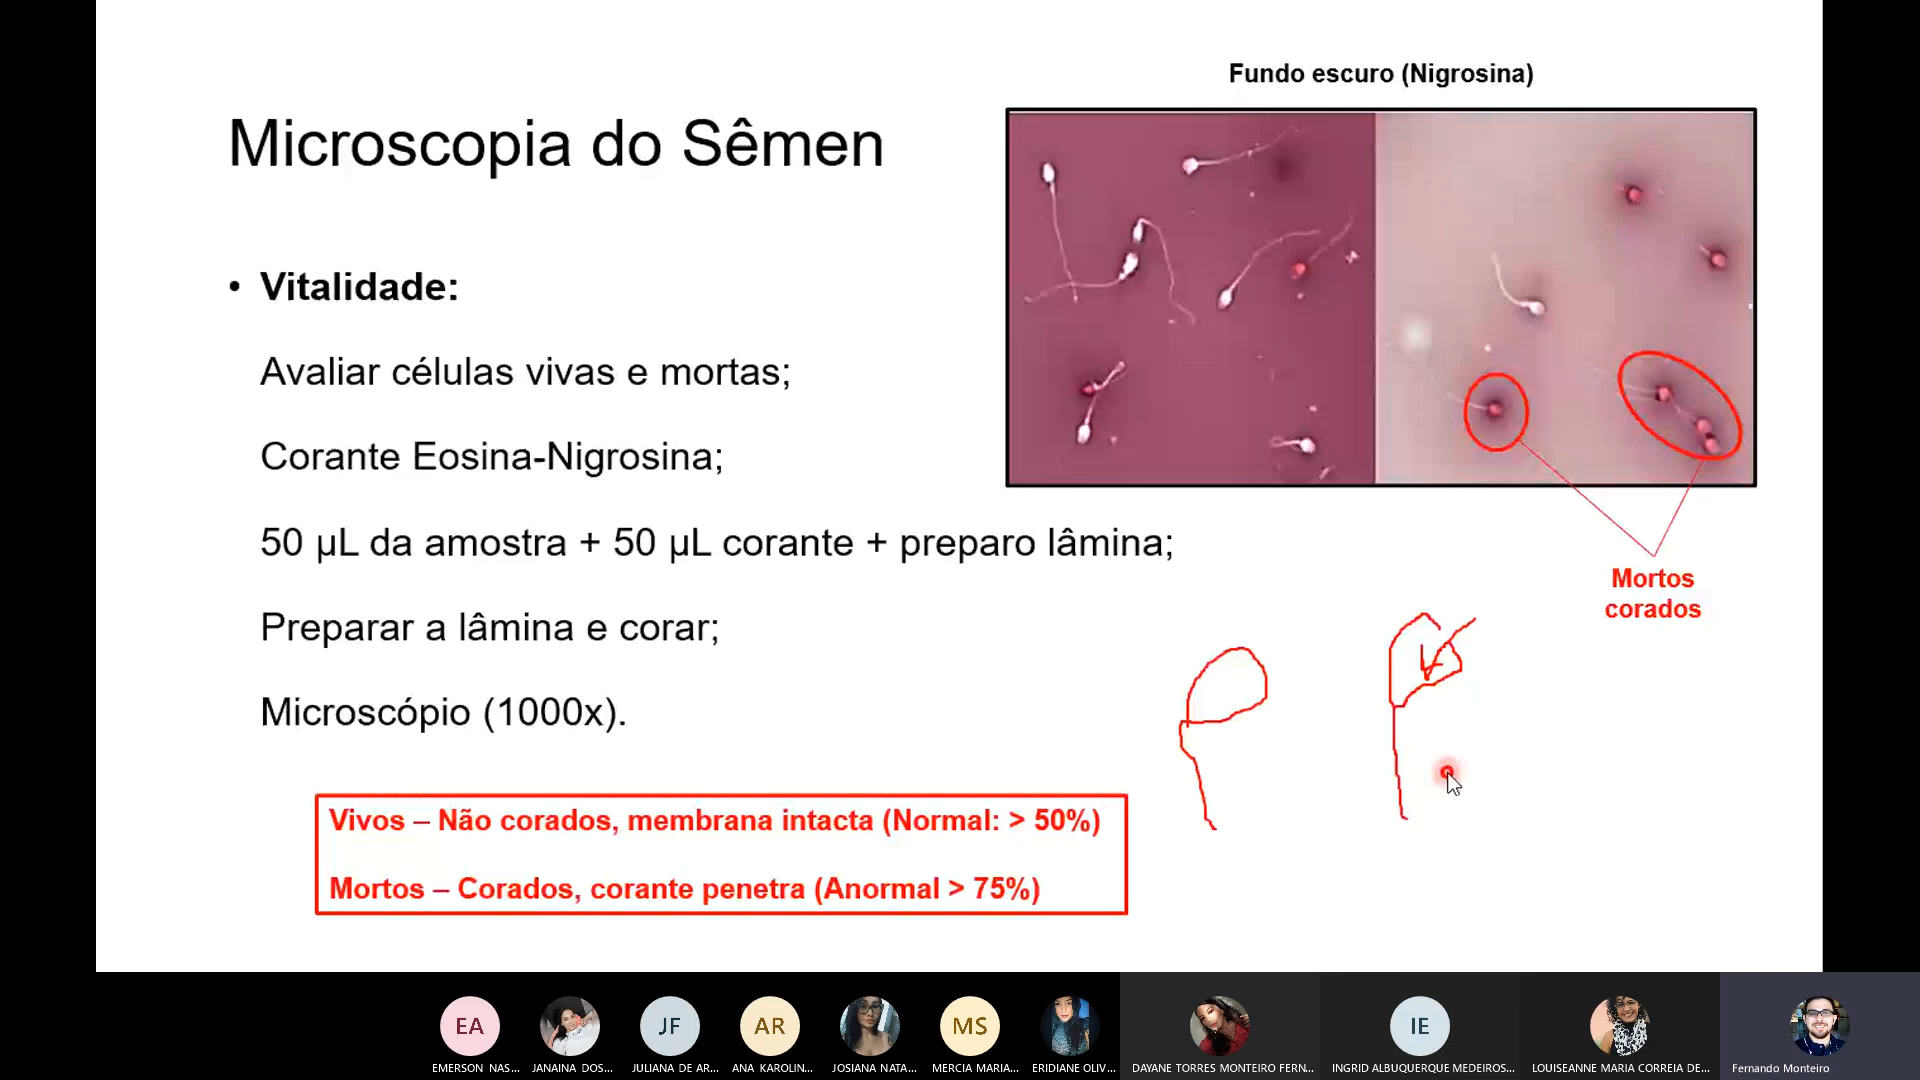 Fundo escuro (Nigrosina)
Microscopia do Sêmen
• Vitalidade:
Avaliar células vivas e mortas;
Corante Eosina-Nigrosina;
50 µL da amostra + 50 µL corante + preparo lâmina;
Preparar a lâmina e corar;
Microscópio (1000x).
Mortos
corados
Vivos – Não corados, membrana intacta (Normal: > 50%)
Mortos – Corados, corante penetra (Anormal > 75%)
EA
JF
AR
MS
IE
EMERSON NAS...
JANAINA DOS...
JULIANA DE AR...
ANA KAROLIN...
JOSIANA NATA...
MERCIA MARIA...
ERIDIANE OLIV...
DAYANE TORRES MONTEIRO FERN...
INGRID ALBUQUERQUE MEDEIROS...
LOUISEANNE MARIA CORREIA DE...
Fernando Monteiro